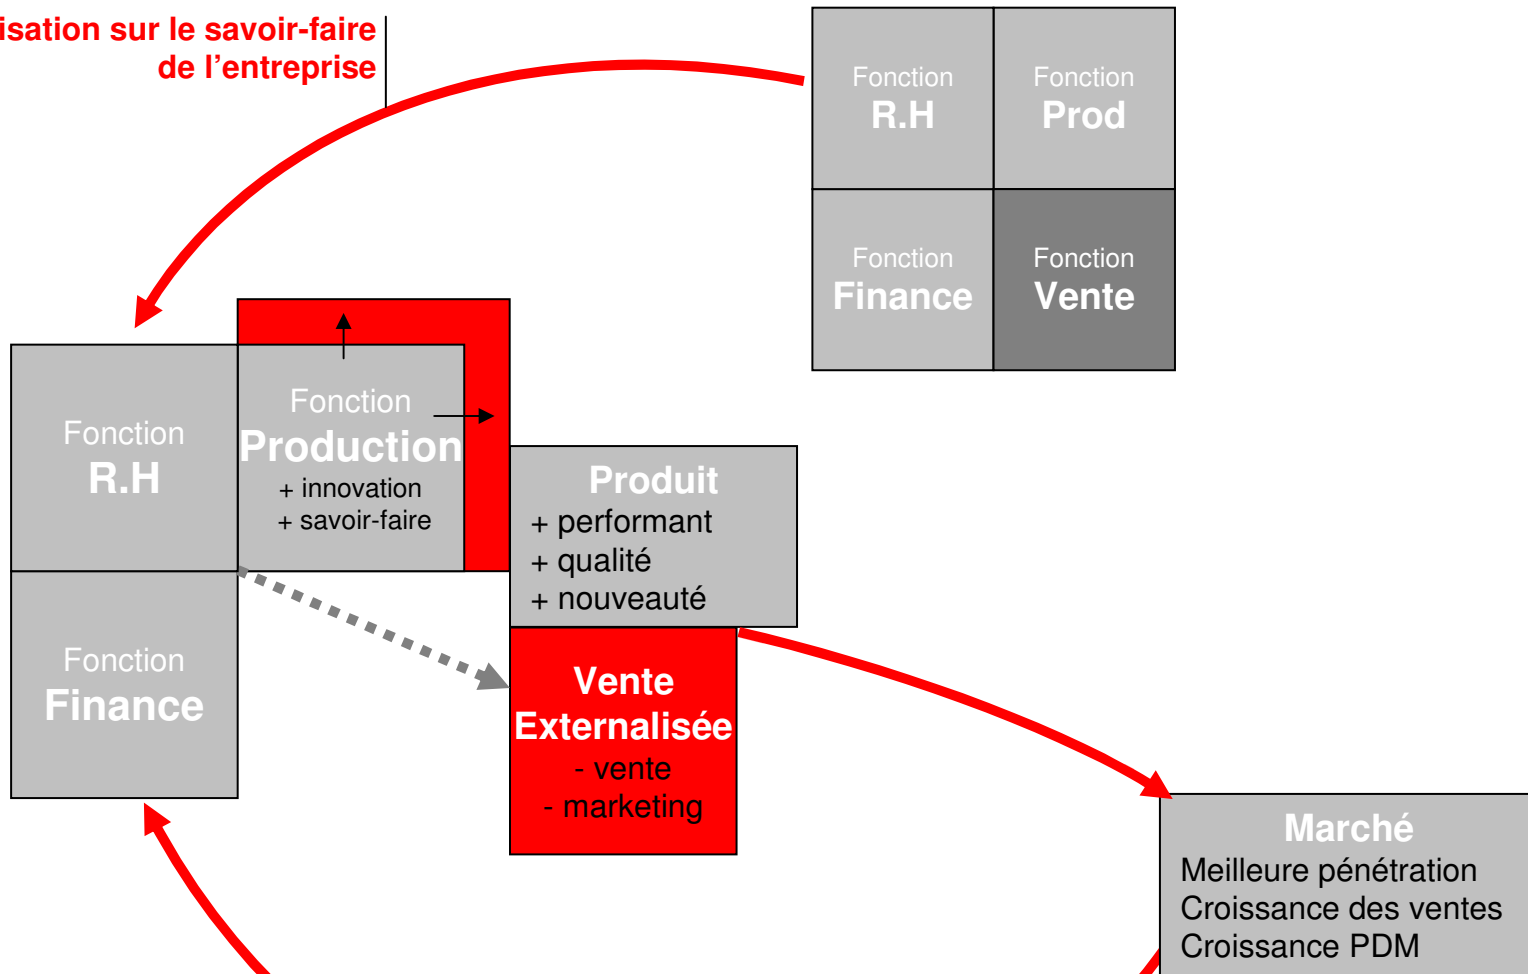 isation sur le savoir-faire
de l'entreprise
Fonction
R.H
Fonction
Prod
Fonction
Finance
Fonction
Vente
Fonction
R.H
Fonction
Production
+ innovation
+ savoir-faire
Fonction
Finance
Produit
+ performant
+ qualité
+ nouveauté
Vente
Externalisée
- vente
- marketing
Marché
Meilleure pénétration
Croissance des ventes
Croissance PDM